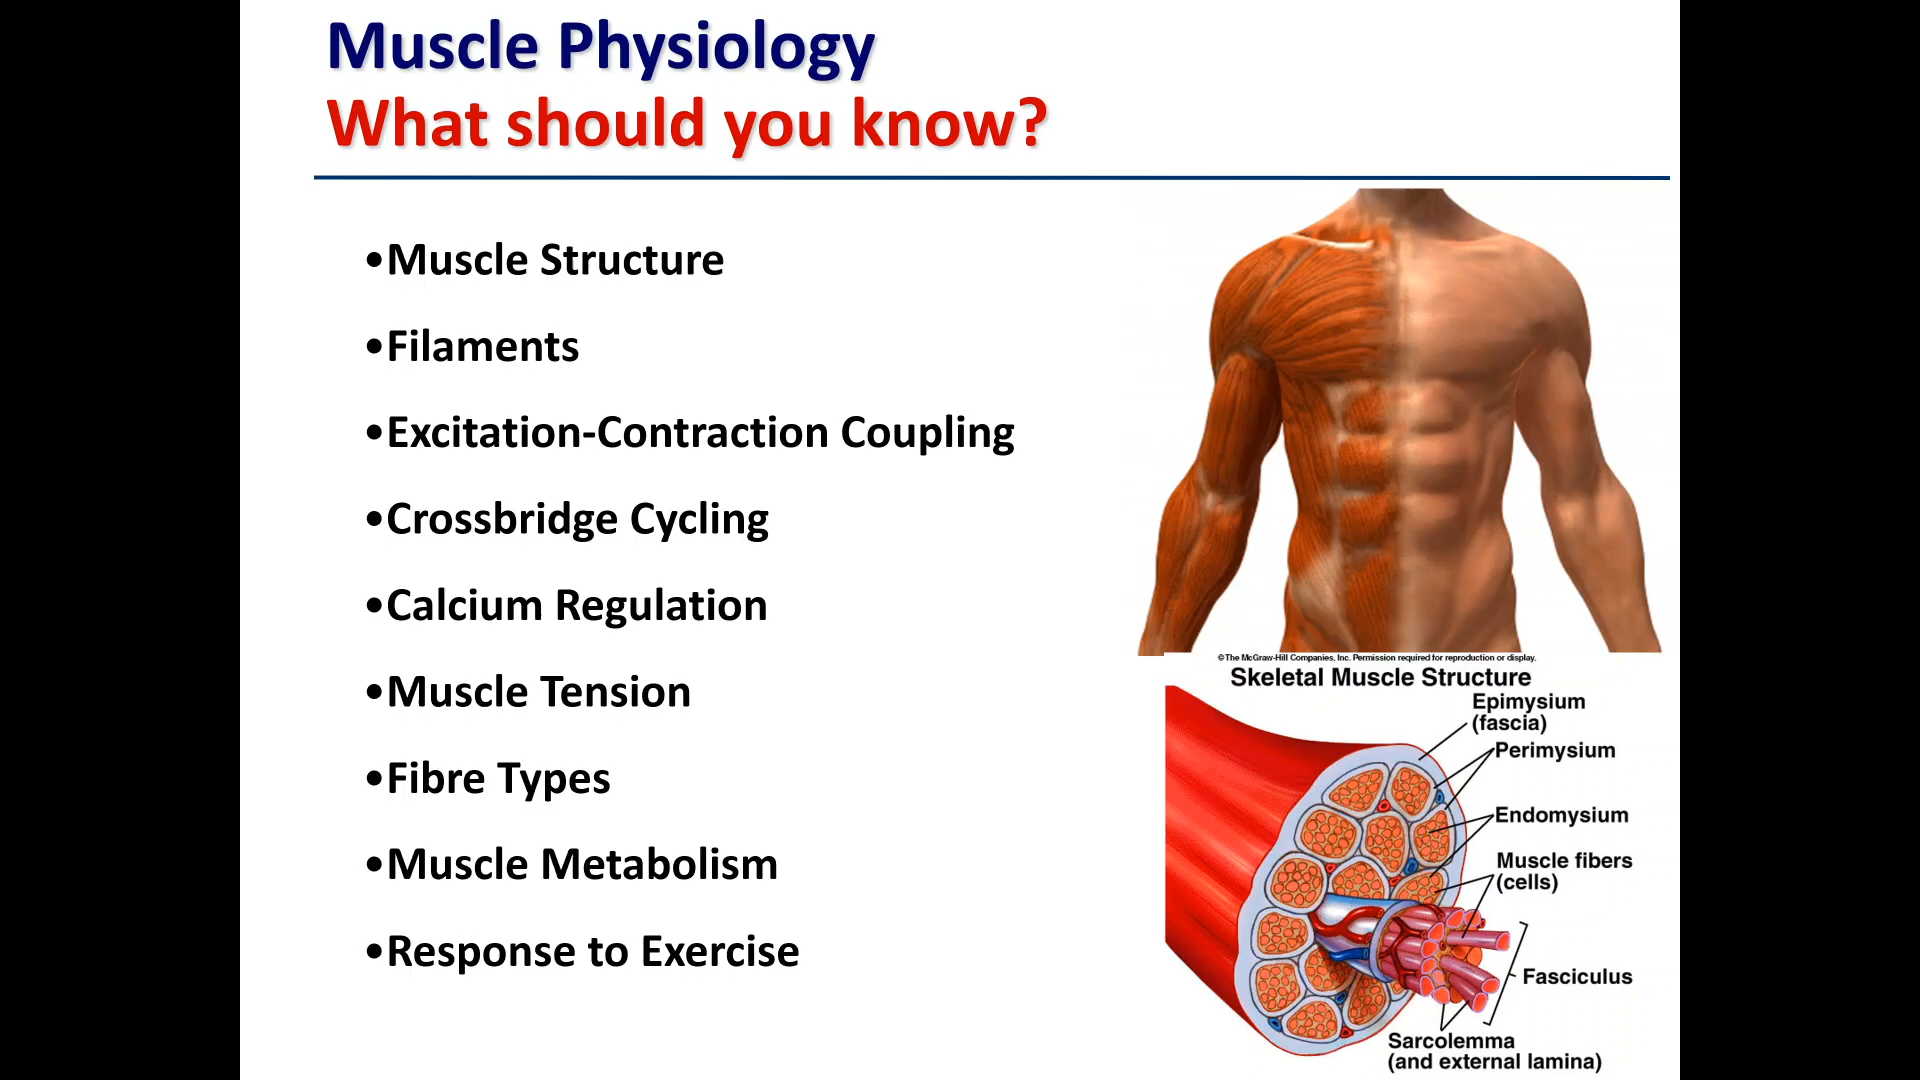 Muscle Physiology
What should you know?
•Muscle Structure
•Filaments
•Excitation-Contraction Coupling
•Crossbridge Cycling
•Calcium Regulation
•Muscle Tension
•Fibre Types
•Muscle Metabolism
•Response to Exercise
©The McGraw-Hill Companies, Inc. Permission required for reproduction or display.
Skeletal Muscle Structure
Epimysium
(fascia)
Perimysium
Endomysium
Muscle fibers
(cells)
Fasciculus
Sarcolemma
(and external lamina)